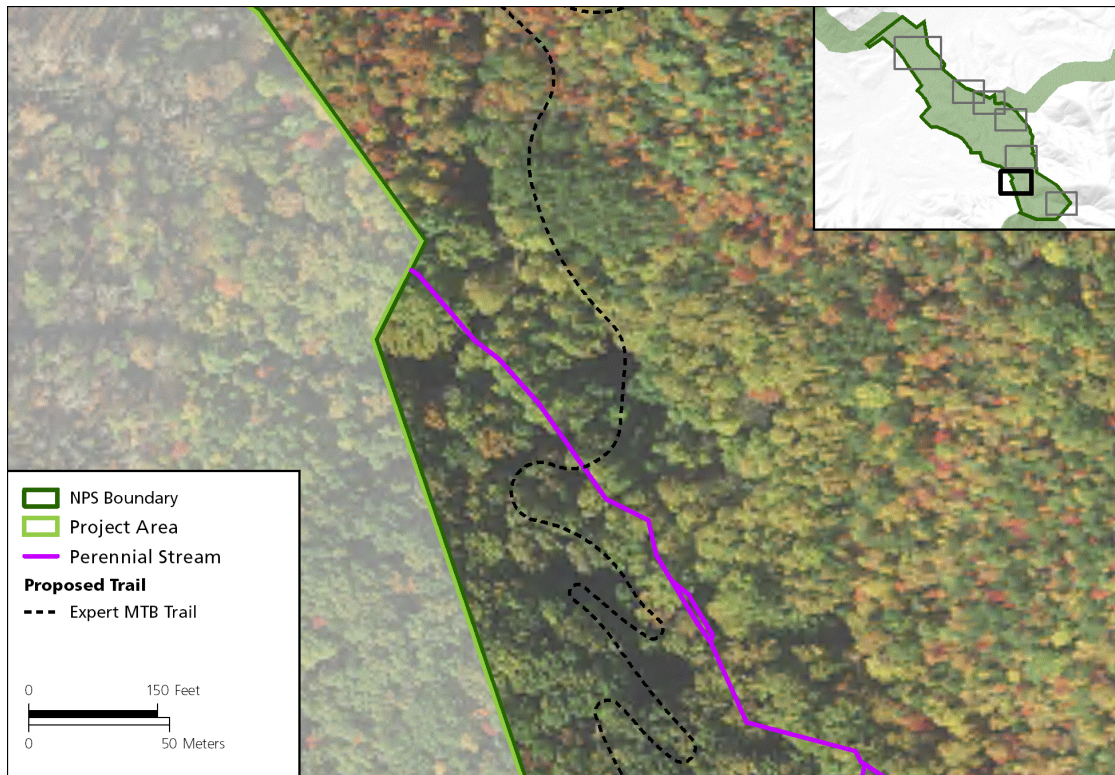 NPS Boundary
Project Area
Perennial Stream
Proposed Trail
Expert MTB Trail
0 150 Feet
0 50 Meters